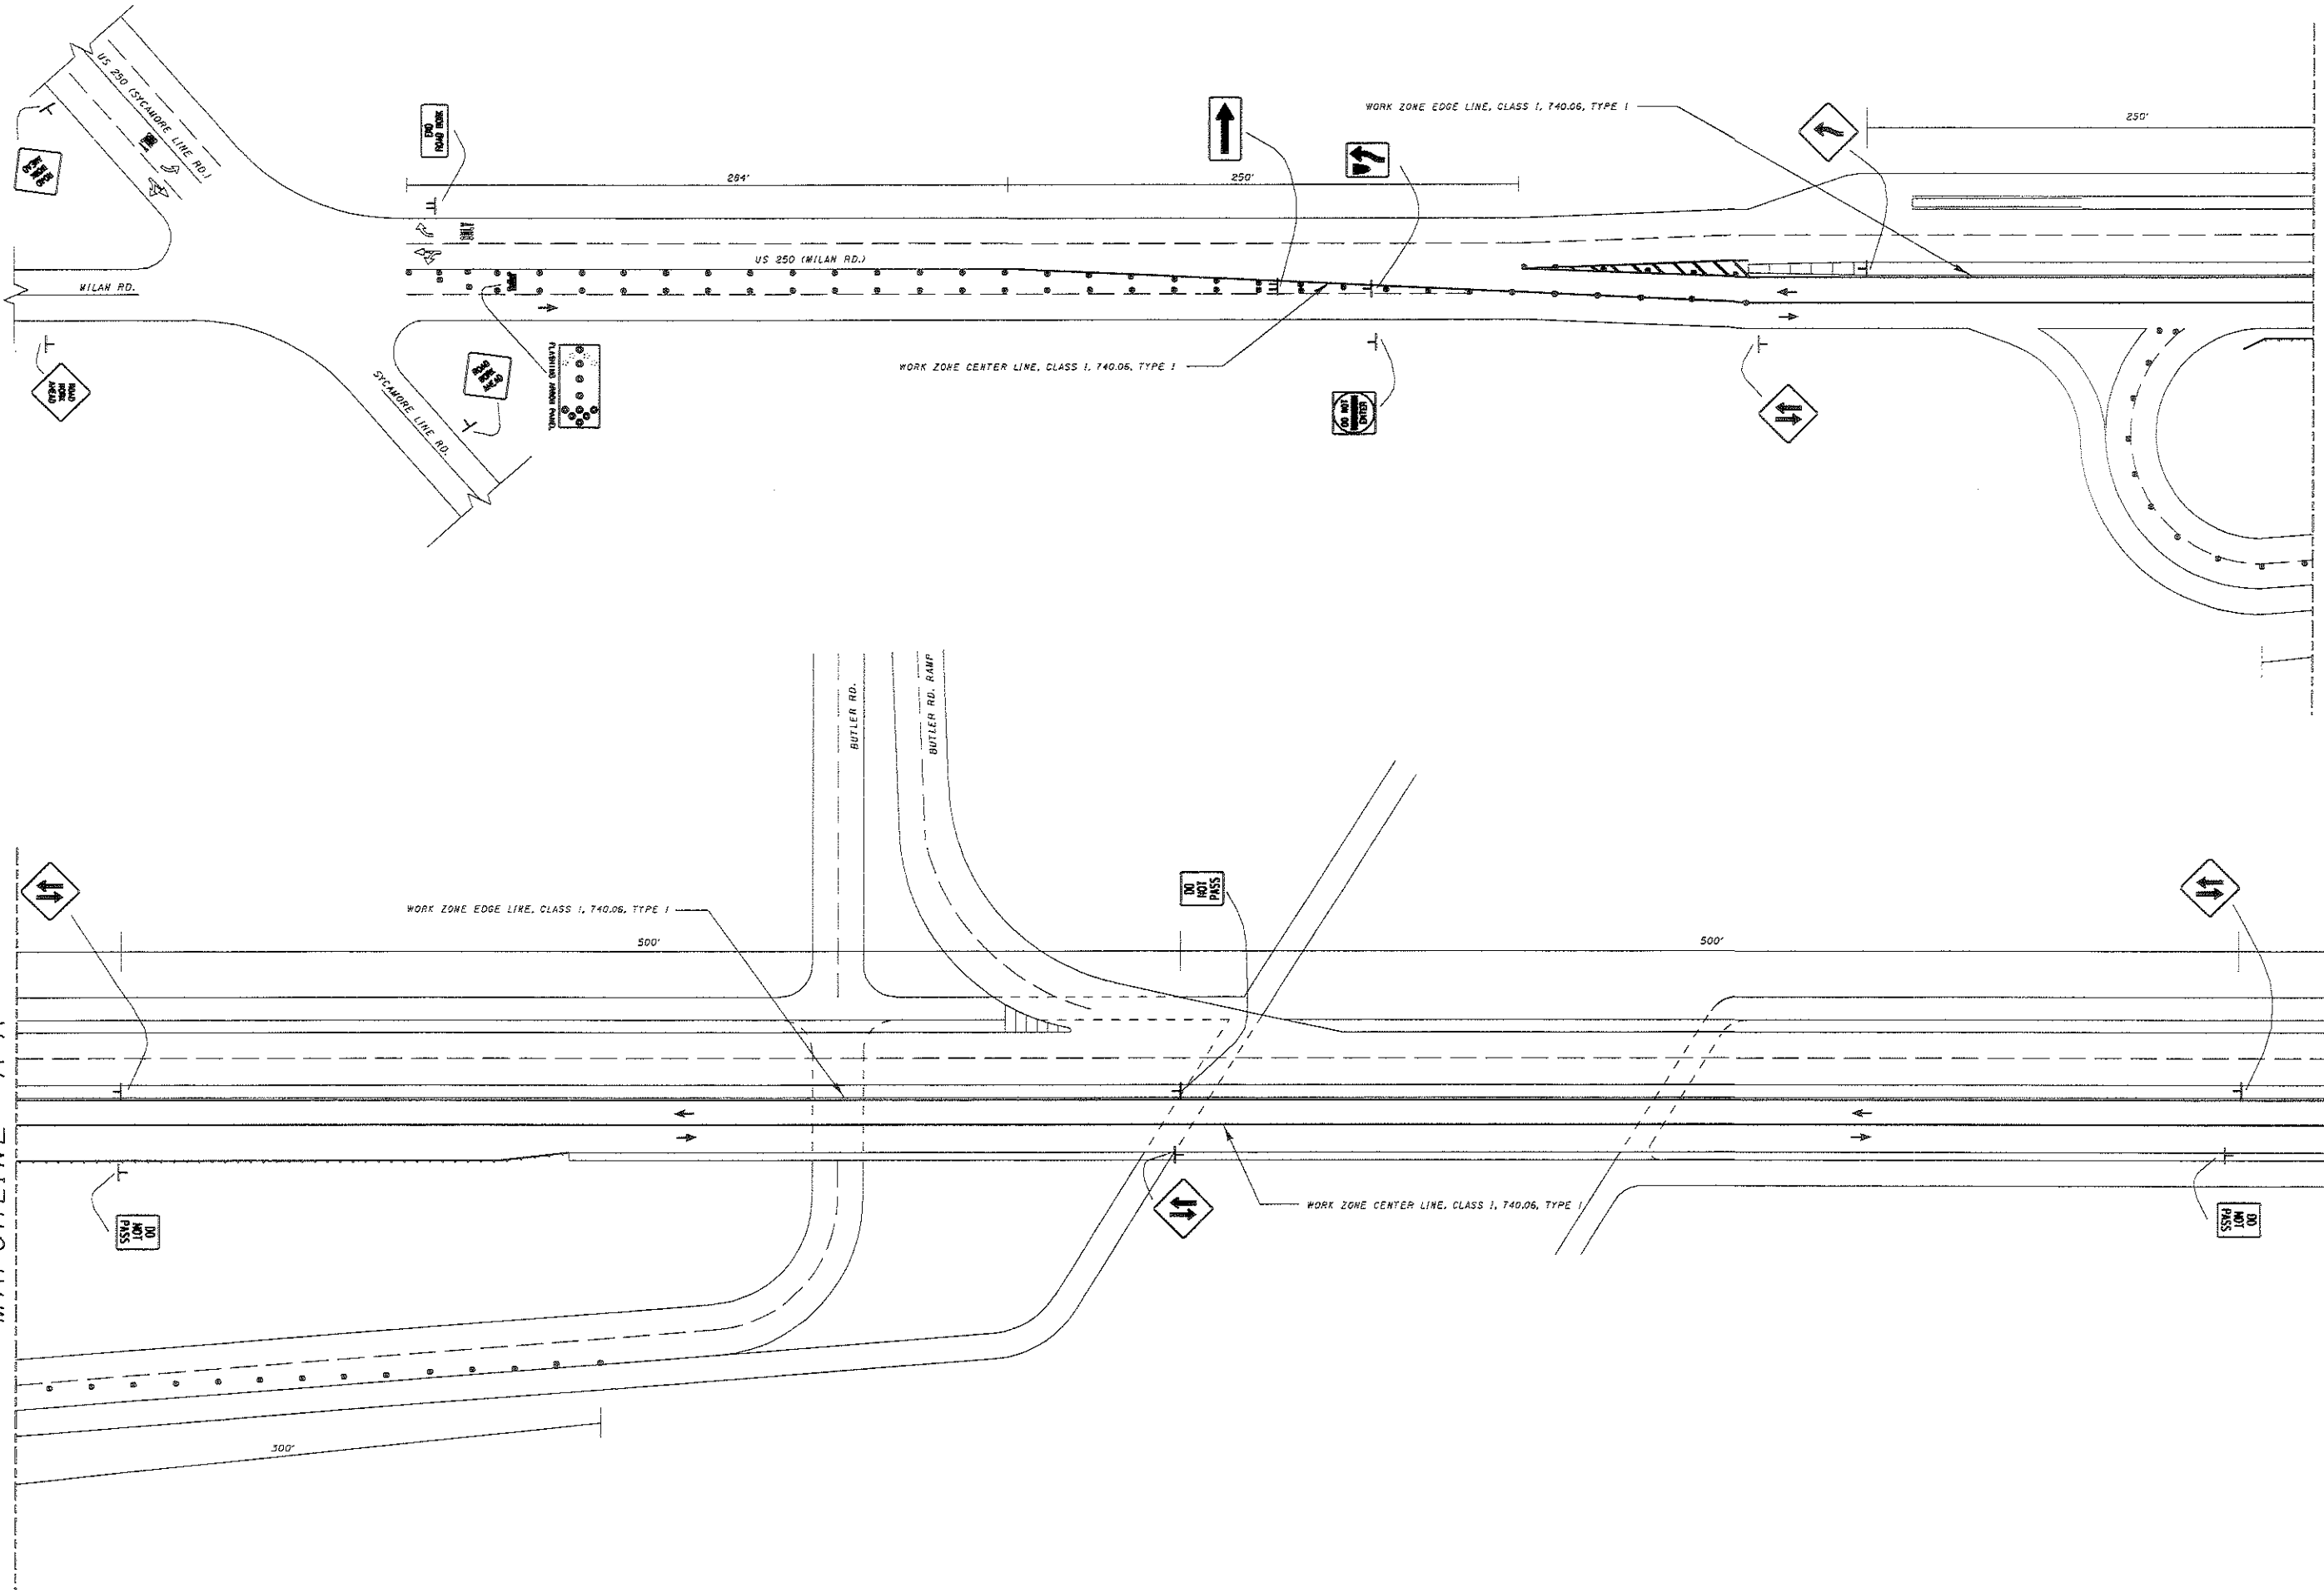 US 250 (SYCAMORE LINE RD.)
ROAD
WORK
AHEAD
END
ROAD WORK
WORK ZONE EDGE LINE, CLASS I, 740.06, TYPE I
250'
284'
250'
ONLY
US 250 (MILAN RD.)
MILAN RD.
WORK ZONE CENTER LINE, CLASS I, 740.06, TYPE I
ROAD
WORK
AHEAD
SYCAMORE LINE RD.
ROAD
WORK
AHEAD
FLASHING ARROW PANEL
DO NOT
ENTER
BUTLER RD.
BUTLER RD. RAMP
WORK ZONE EDGE LINE, CLASS I, 740.06, TYPE I
DO
NOT
PASS
500'
500'
WORK ZONE CENTER LINE, CLASS I, 740.06, TYPE I
DO
NOT
PASS
DO
NOT
PASS
300'